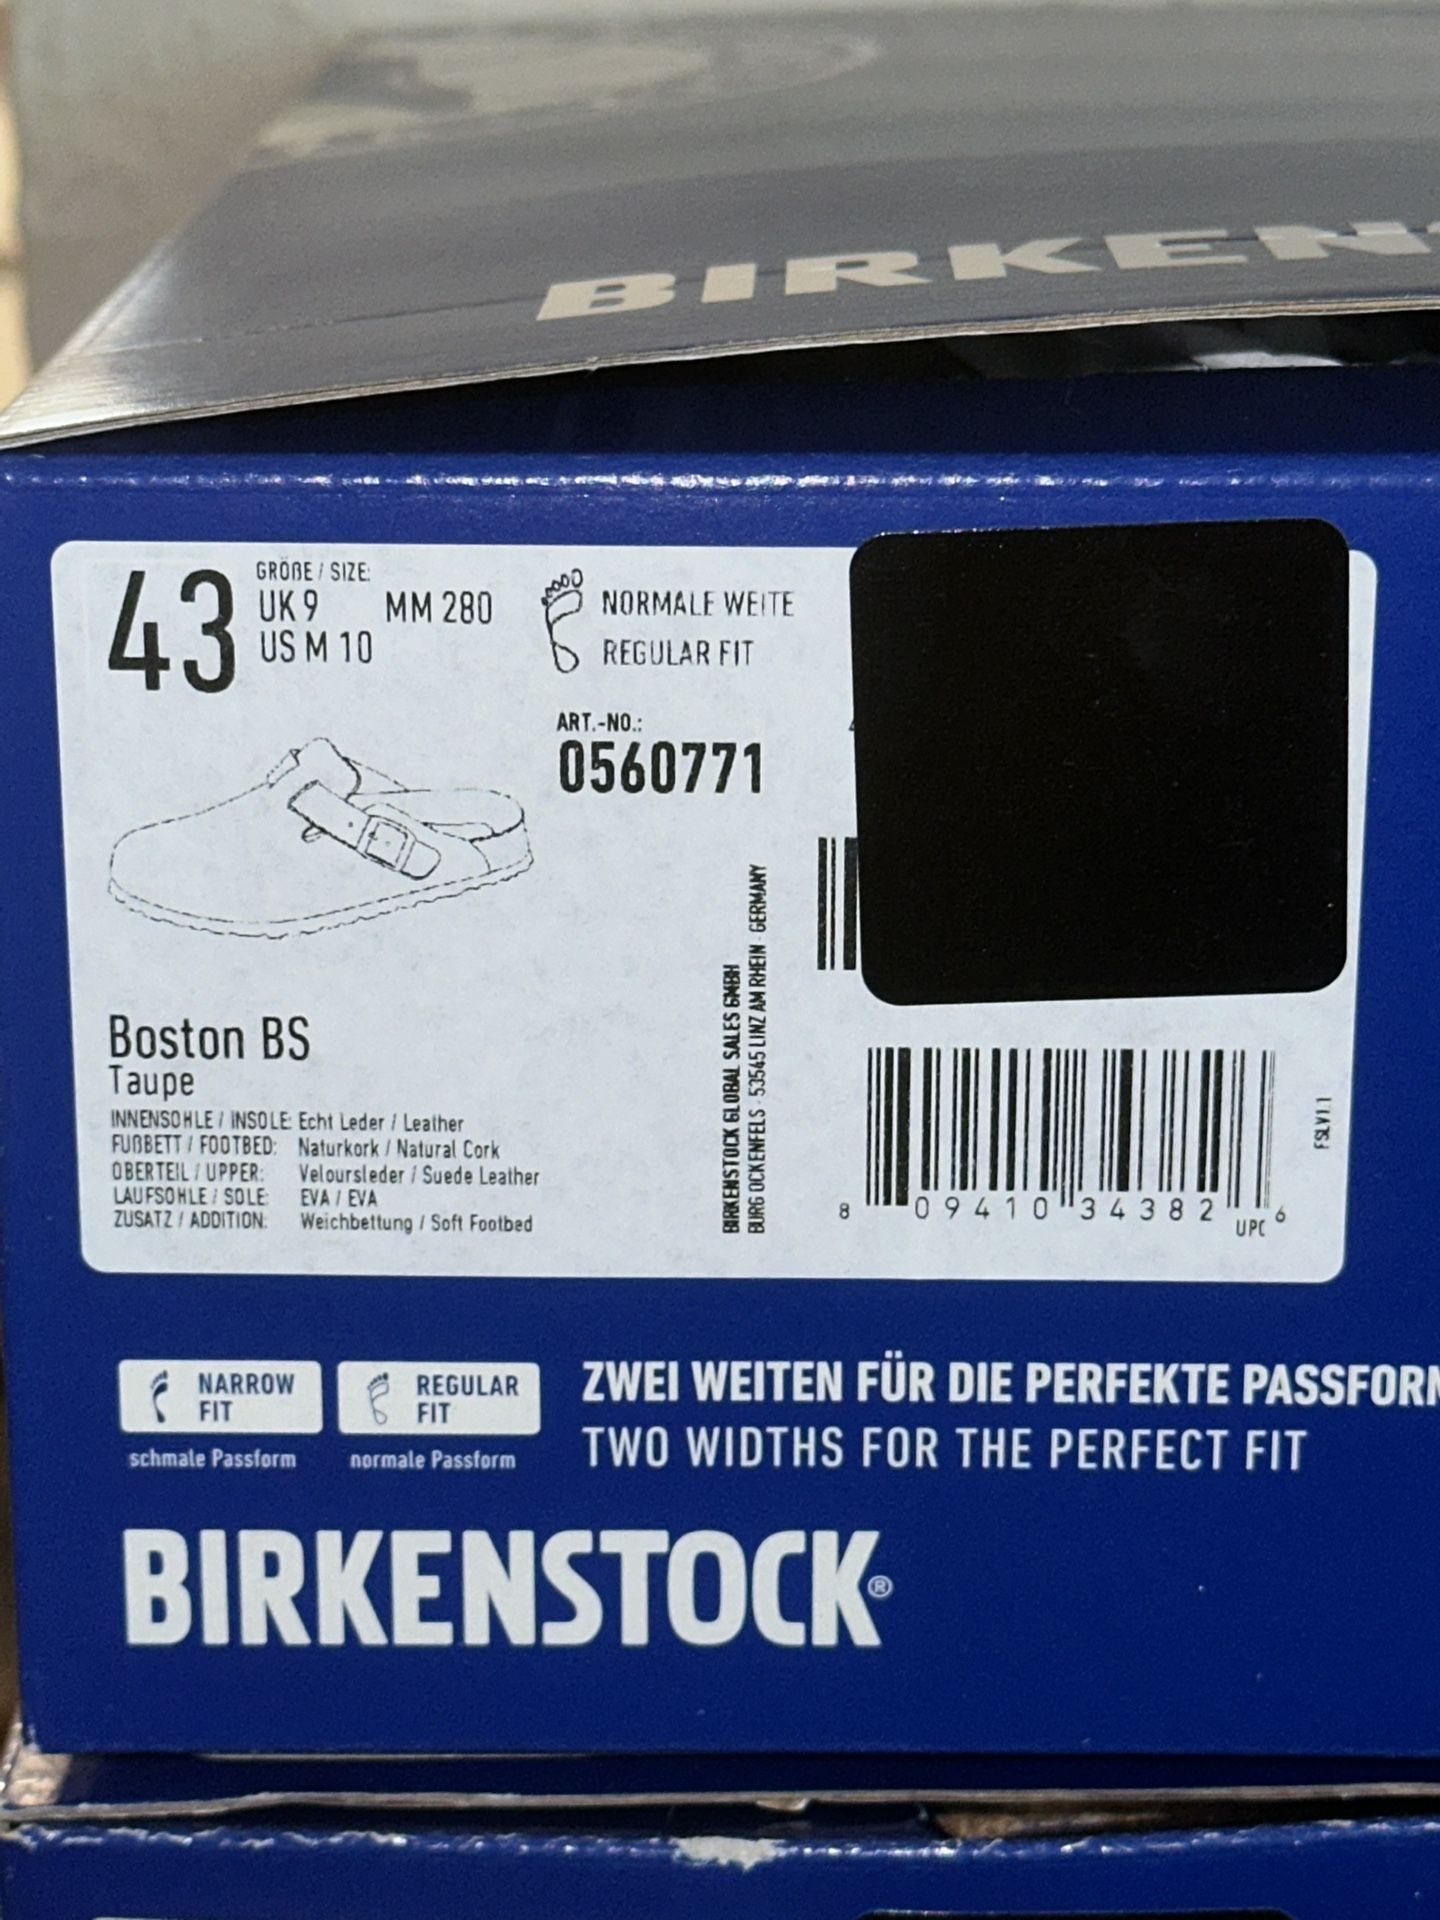 BIRKEN
43
GRÖßE / SIZE:
UK 9 MM 280
US M 10
NORMALE WEITE
REGULAR FIT
ART.-NO.:
0560771
Boston BS
Taupe
INNENSOHLE / INSOLE: Echt Leder / Leather
FUßBETT / FOOTBED: Naturkork / Natural Cork
OBERTEIL / UPPER: Veloursleder / Suede Leather
LAUFSOHLE / SOLE: EVA / EVA
ZUSATZ / ADDITION: Weichbettung / Soft Footbed
BIRKENSTOCK GLOBAL SALES GMBH
BURG OCKENFELS · 53545 LINZ AM RHEIN · GERMANY
8 09410 34382 6
UPC
FSLV1.1
NARROW FIT
schmale Passform
REGULAR FIT
normale Passform
ZWEI WEITEN FÜR DIE PERFEKTE PASSFORM
TWO WIDTHS FOR THE PERFECT FIT
BIRKENSTOCK®